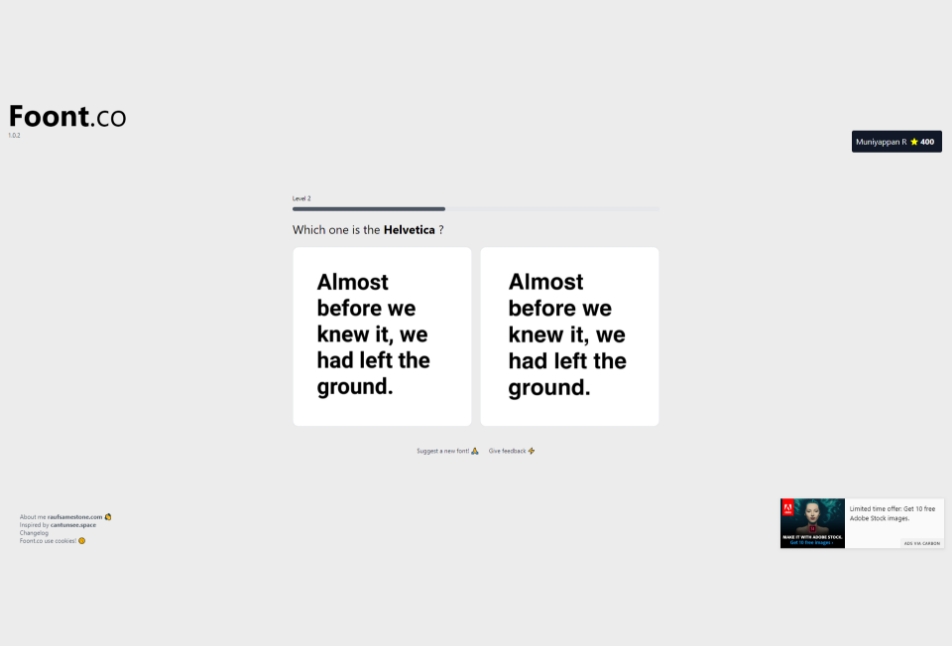 Foont.co
1.0.2
Muniyappan R ⭐ 400
Level 2
Which one is the Helvetica ?
Almost
before we
knew it, we
had left the
ground.
Almost
before we
knew it, we
had left the
ground.
Suggest a new font! 🙏 Give feedback ⚡
About me raufsamestone.com 🙋
Inspired by cantunsee.space
Changelog
Foont.co use cookies! 🍪
MAKE IT WITH ADOBE STOCK.
Get 10 free images ›
Limited time offer: Get 10 free
Adobe Stock images.
ADS VIA CARBON